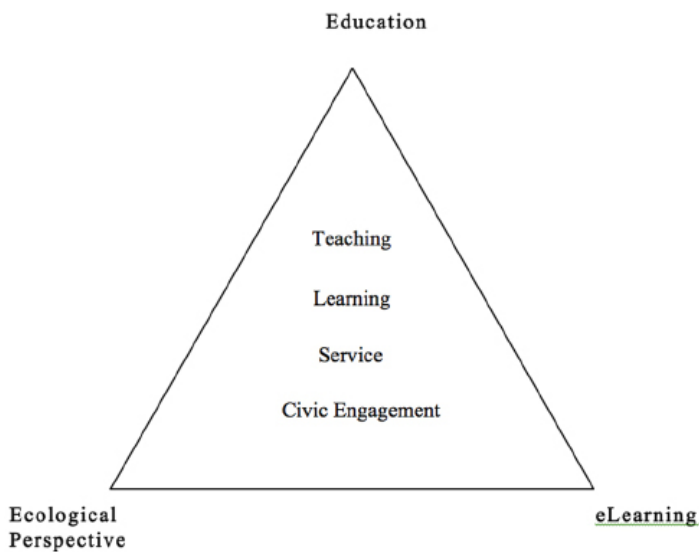 Education
Teaching
Learning
Service
Civic Engagement
Ecological
Perspective
eLearning